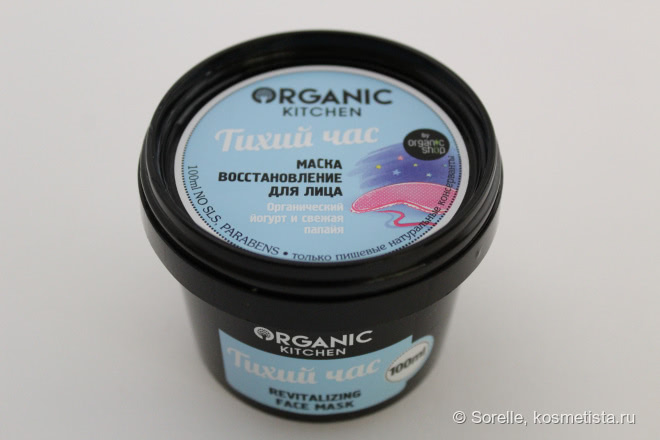 ORGANIC
KITCHEN
Тихий час
by
organic
shop
МАСКА
ВОССТАНОВЛЕНИЕ
ДЛЯ ЛИЦА
Органический
йогурт и свежая
папайя
100ml NO SLS, PARABENS • только пищевые натуральные консерванты
ORGANIC
KITCHEN
Тихий час
100ml
REVITALIZING
FACE MASK
© Sorelle, kosmetista.ru